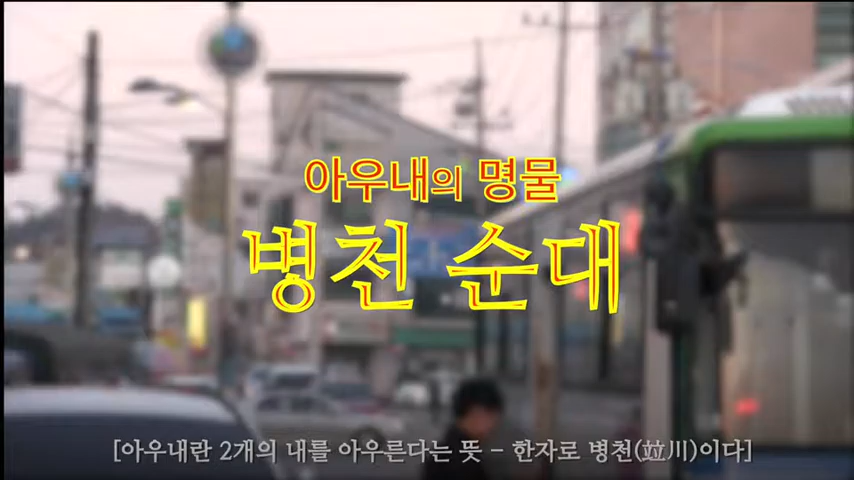 아우내의 명물
병천 순대
[아우내란 2개의 내를 아우른다는 뜻 - 한자로 병천(竝川)이다]